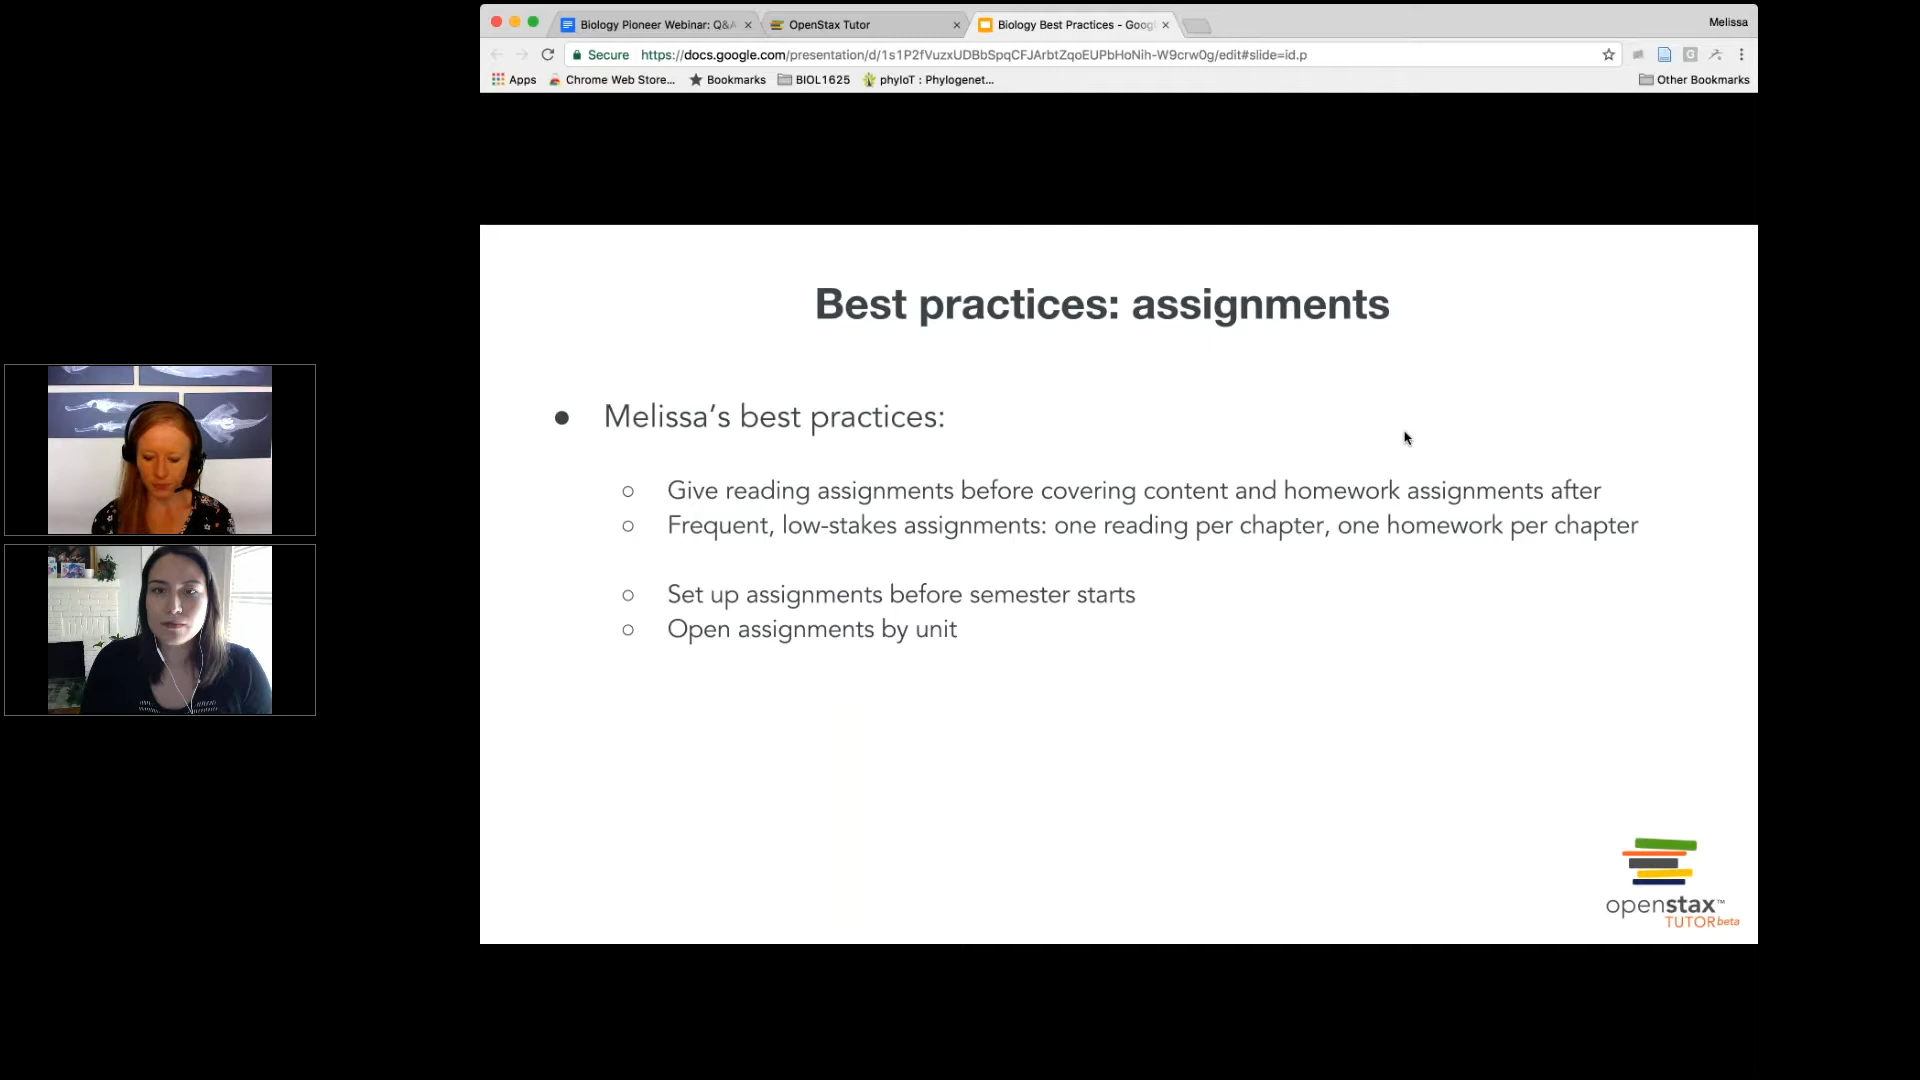 Biology Pioneer Webinar: Q&A
OpenStax Tutor
Biology Best Practices - Goog
Melissa
Secure
https://docs.google.com/presentation/d/1s1P2fVuzxUDBbSpqCFJArbtZqoEUPbHoNih-W9crw0g/edit#slide=id.p
Apps
Chrome Web Store...
Bookmarks
BIOL1625
phyloT : Phylogenet...
Other Bookmarks
Best practices: assignments
● Melissa’s best practices:
○ Give reading assignments before covering content and homework assignments after
○ Frequent, low-stakes assignments: one reading per chapter, one homework per chapter
○ Set up assignments before semester starts
○ Open assignments by unit
openstax™
TUTOR beta